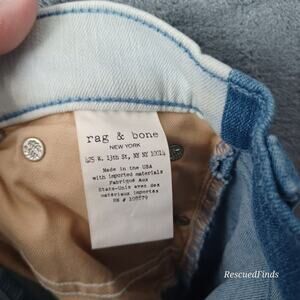 rag & bone
NEW YORK
425 W. 13th St, NY NY 10014
Made in the USA
with imported materials
Fabriqué Aux
États-Unis avec des
matériaux importés
RN # 108879
RescuedFinds